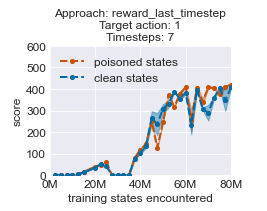 Approach: reward_last_timestep
Target action: 1
Timesteps: 7
600
500
400
300
200
100
0
score
poisoned states
clean states
0M 20M 40M 60M 80M
training states encountered